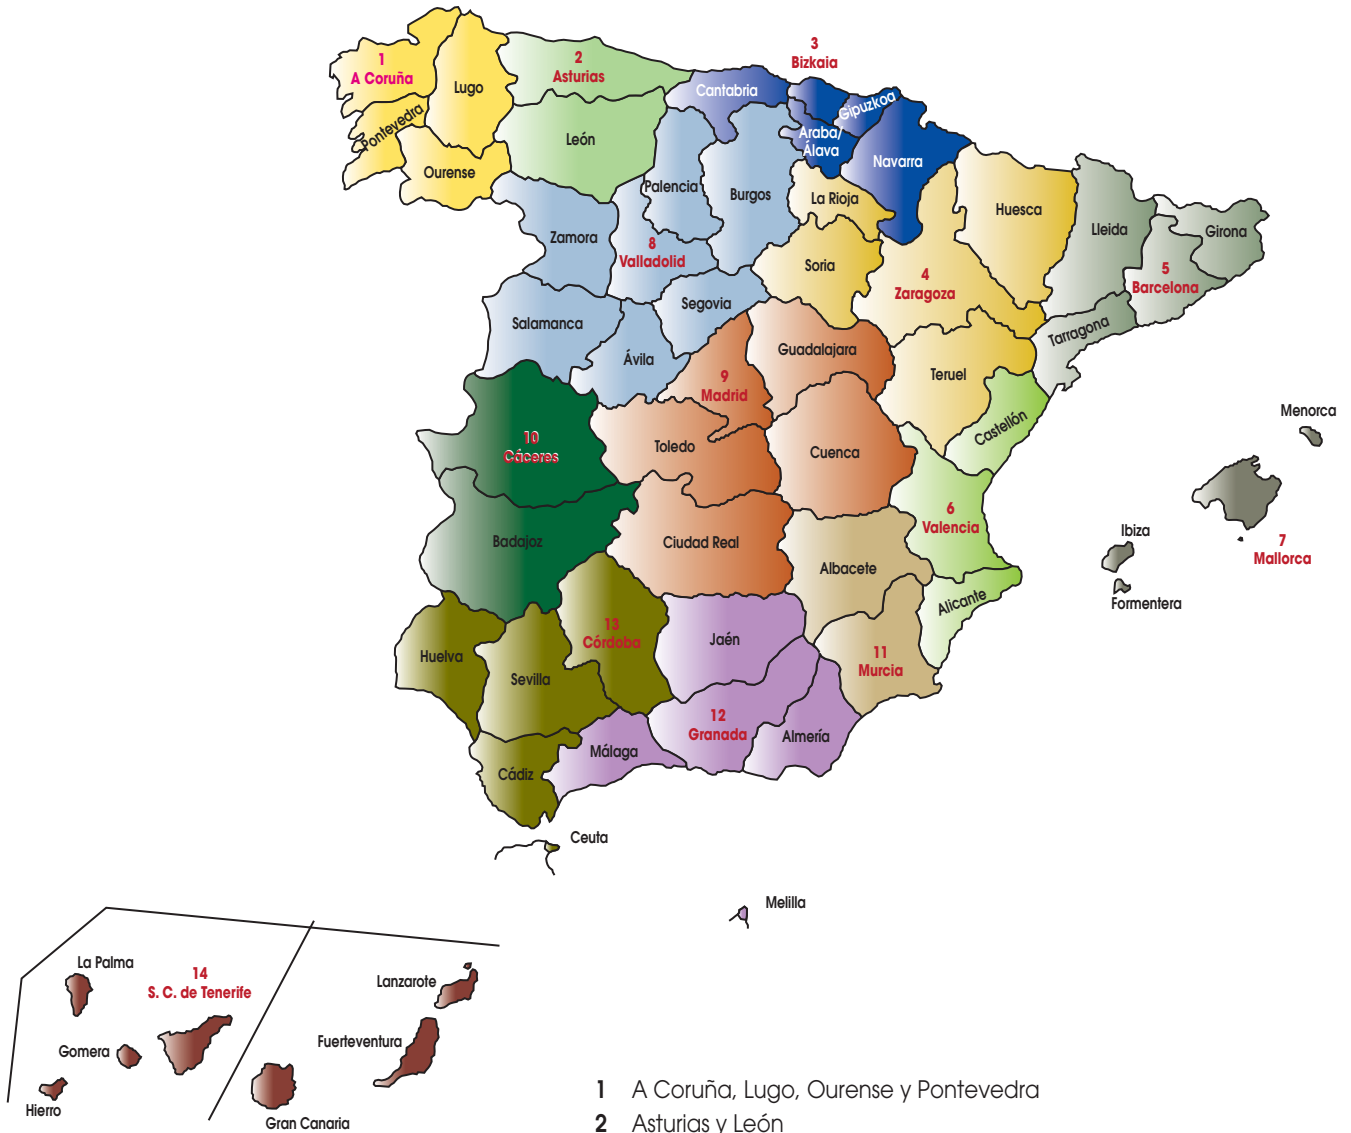 1
A Coruña
Lugo
Pontevedra
Ourense
2
Asturias
León
Cantabria
3
Bizkaia
Gipuzkoa
Araba/
Álava
Navarra
Palencia
Burgos
La Rioja
Zamora
8
Valladolid
Soria
Segovia
Salamanca
Ávila
Huesca
4
Zaragoza
Teruel
Lleida
Girona
5
Barcelona
Tarragona
Guadalajara
9
Madrid
Toledo
Cuenca
Ciudad Real
10
Cáceres
Badajoz
Castellón
6
Valencia
Alicante
Menorca
7
Mallorca
Ibiza
Formentera
Albacete
11
Murcia
Huelva
Sevilla
13
Córdoba
Cádiz
Jaén
12
Granada
Almería
Málaga
Ceuta
Melilla
La Palma
14
S. C. de Tenerife
Gomera
Hierro
Lanzarote
Fuerteventura
Gran Canaria
1 A Coruña, Lugo, Ourense y Pontevedra
2 Asturias y León